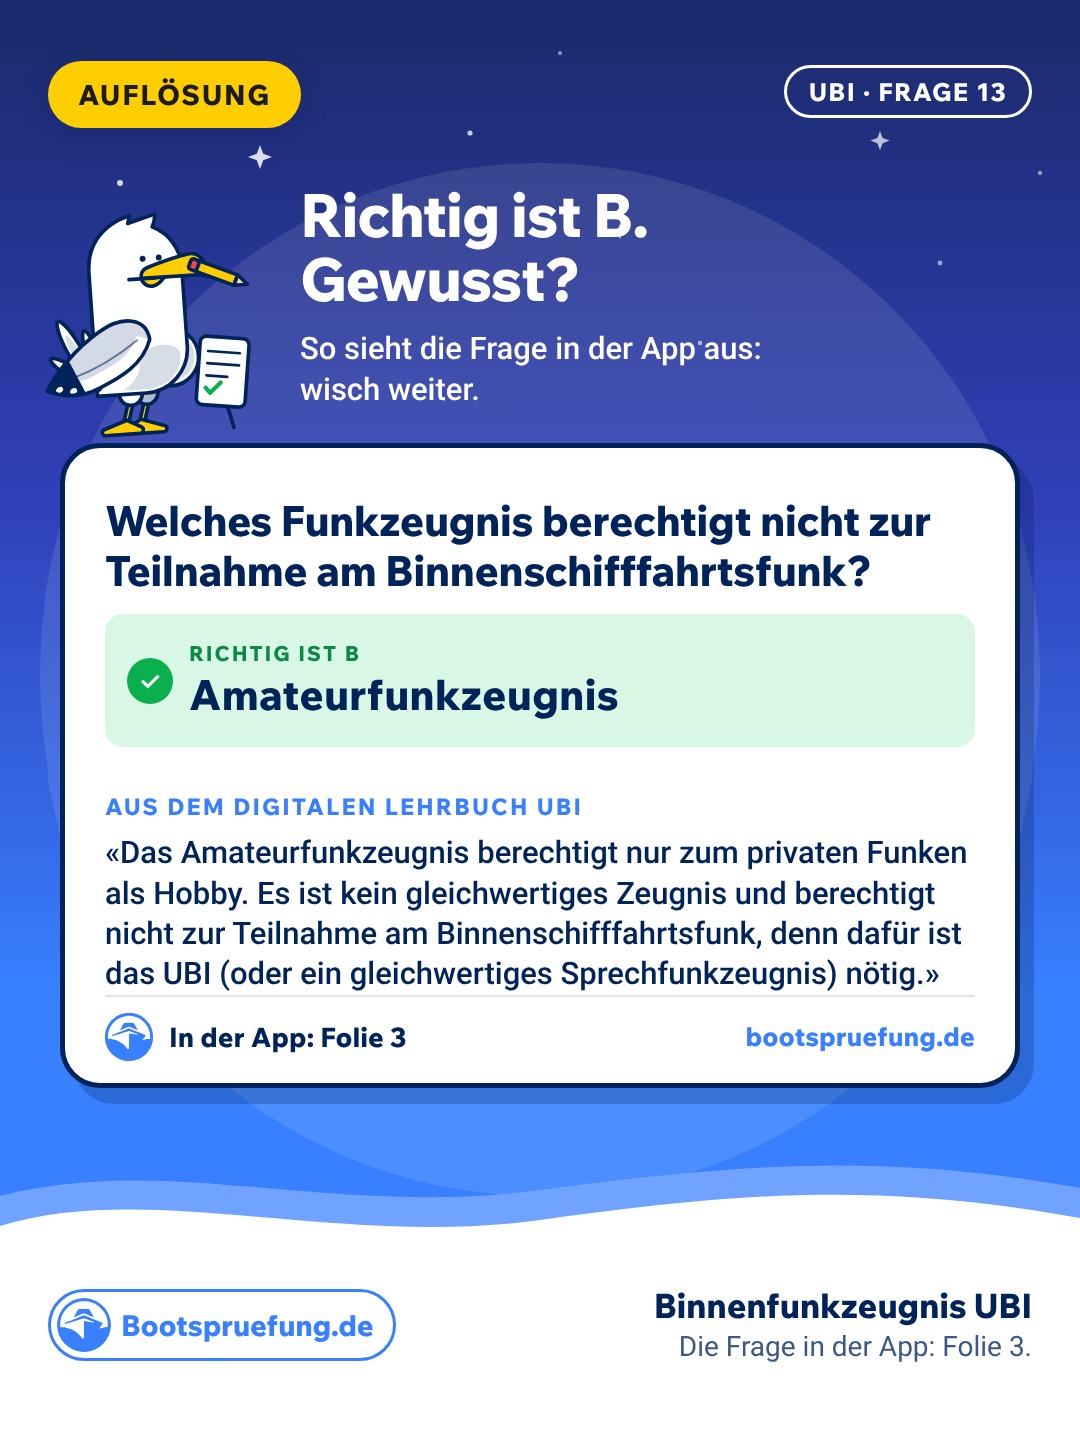 AUFLÖSUNG
UBI · FRAGE 13
Richtig ist B.
Gewusst?
So sieht die Frage in der App aus:
wisch weiter.
Welches Funkzeugnis berechtigt nicht zur
Teilnahme am Binnenschifffahrtsfunk?
RICHTIG IST B
Amateurfunkzeugnis
AUS DEM DIGITALEN LEHRBUCH UBI
«Das Amateurfunkzeugnis berechtigt nur zum privaten Funken
als Hobby. Es ist kein gleichwertiges Zeugnis und berechtigt
nicht zur Teilnahme am Binnenschifffahrtsfunk, denn dafür ist
das UBI (oder ein gleichwertiges Sprechfunkzeugnis) nötig.»
In der App: Folie 3
bootspruefung.de
Bootspruefung.de
Binnenfunkzeugnis UBI
Die Frage in der App: Folie 3.